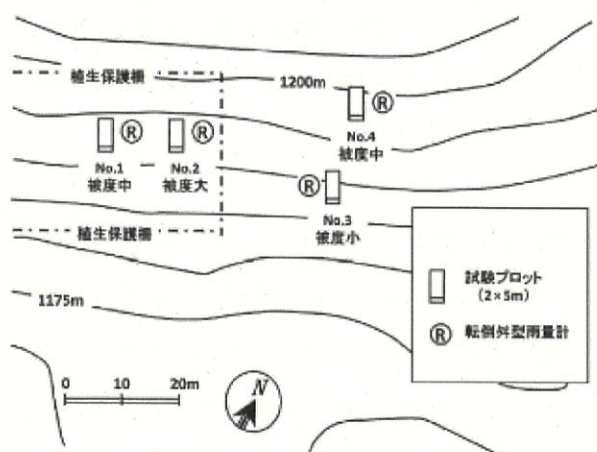 植生保護柵
1200m
R
No.4
被度中
R
R
No.1
被度中
No.2
被度大
R
No.3
被度小
植生保護柵
1175m
試験プロット
(2×5m)
R
転倒升型雨量計
0 10 20m
N